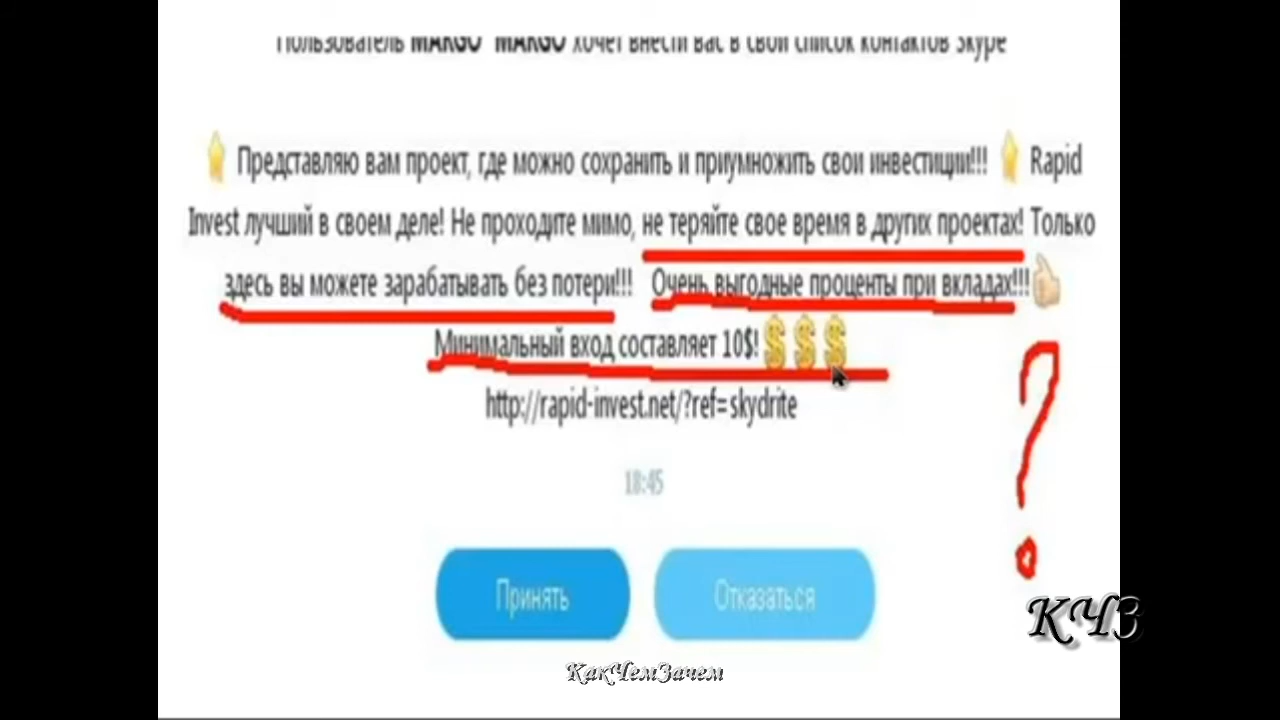 Пользователь MARGO MARGO хочет внести вас в свой список контактов Skype
Представляю вам проект, где можно сохранить и приумножить свои инвестиции!!! Rapid
Invest лучший в своем деле! Не проходите мимо, не теряйте свое время в других проектах! Только
здесь вы можете зарабатывать без потери!!! Очень выгодные проценты при вкладах!!!
Минимальный вход составляет 10$!
http://rapid-invest.net/?ref=skydrite
18:45
Принять Отказаться
КЧЗ
КакЧемЗачем